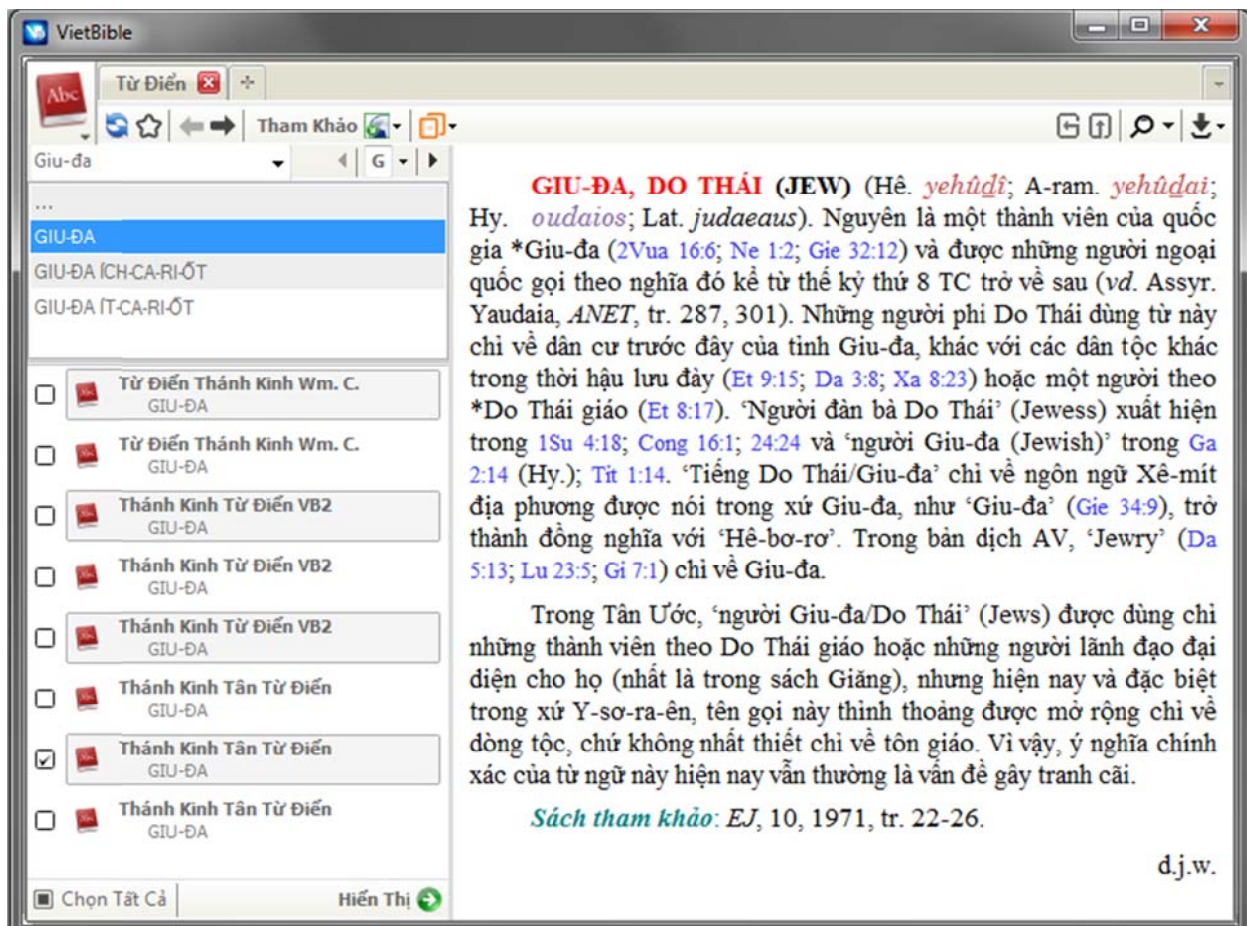 VietBible
Abc
Từ Điển
Tham Khảo
Giu-đa
G
...
GIU-ĐA
GIU-ĐA ÍCH-CA-RI-ỐT
GIU-ĐA ÍT-CA-RI-ỐT
Từ Điển Thánh Kinh Wm. C.
GIU-ĐA
Từ Điển Thánh Kinh Wm. C.
GIU-ĐA
Thánh Kinh Từ Điển VB2
GIU-ĐA
Thánh Kinh Từ Điển VB2
GIU-ĐA
Thánh Kinh Từ Điển VB2
GIU-ĐA
Thánh Kinh Tân Từ Điển
GIU-ĐA
Thánh Kinh Tân Từ Điển
GIU-ĐA
Thánh Kinh Tân Từ Điển
GIU-ĐA
Chọn Tất Cả
Hiển Thị
GIU-ĐA, DO THÁI (JEW) (Hê. yehûḏî; A-ram. yehûḏai;
Hy. oudaios; Lat. judaeaus). Nguyên là một thành viên của quốc
gia *Giu-đa (2Vua 16:6; Ne 1:2; Gie 32:12) và được những người ngoại
quốc gọi theo nghĩa đó kể từ thế kỷ thứ 8 TC trở về sau (vd. Assyr.
Yaudaia, ANET, tr. 287, 301). Những người phi Do Thái dùng từ này
chỉ về dân cư trước đây của tỉnh Giu-đa, khác với các dân tộc khác
trong thời hậu lưu đày (Et 9:15; Da 3:8; Xa 8:23) hoặc một người theo
*Do Thái giáo (Et 8:17). ‘Người đàn bà Do Thái’ (Jewess) xuất hiện
trong 1Su 4:18; Cong 16:1; 24:24 và ‘người Giu-đa (Jewish)’ trong Ga
2:14 (Hy.); Tit 1:14. ‘Tiếng Do Thái/Giu-đa’ chỉ về ngôn ngữ Xê-mít
địa phương được nói trong xứ Giu-đa, như ‘Giu-đa’ (Gie 34:9), trở
thành đồng nghĩa với ‘Hê-bơ-rơ’. Trong bản dịch AV, ‘Jewry’ (Da
5:13; Lu 23:5; Gi 7:1) chỉ về Giu-đa.
Trong Tân Ước, ‘người Giu-đa/Do Thái’ (Jews) được dùng chỉ
những thành viên theo Do Thái giáo hoặc những người lãnh đạo đại
diện cho họ (nhất là trong sách Giăng), nhưng hiện nay và đặc biệt
trong xứ Y-sơ-ra-ên, tên gọi này thỉnh thoảng được mở rộng chỉ về
dòng tộc, chứ không nhất thiết chỉ về tôn giáo. Vì vậy, ý nghĩa chính
xác của từ ngữ này hiện nay vẫn thường là vấn đề gây tranh cãi.
Sách tham khảo: EJ, 10, 1971, tr. 22-26.
d.j.w.